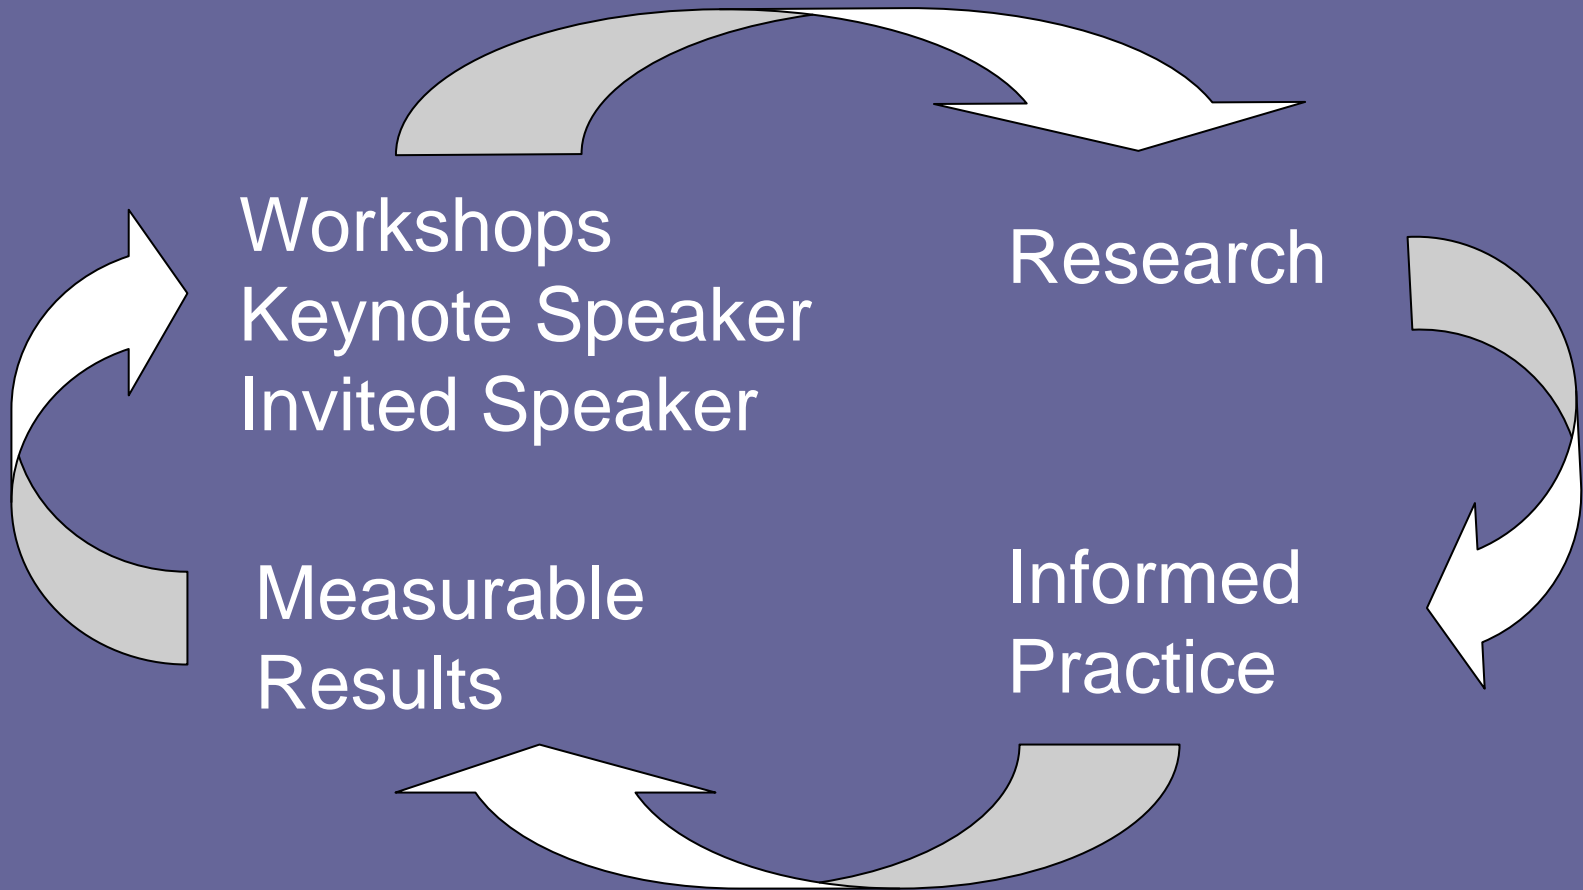 Workshops
Keynote Speaker
Invited Speaker
Research
Measurable
Results
Informed
Practice